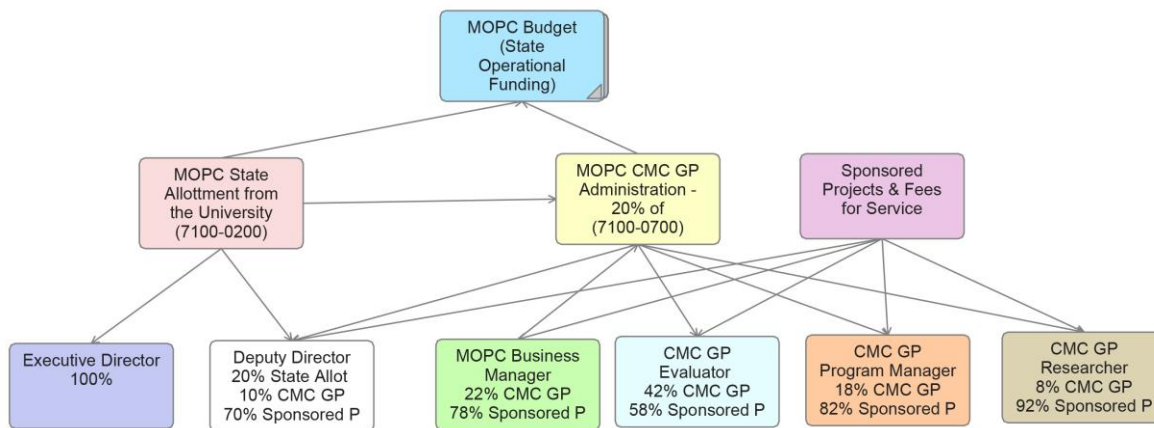 MOPC Budget
(State
Operational
Funding)
MOPC State
Allottment from
the University
(7100-0200)
MOPC CMC GP
Administration -
20% of
(7100-0700)
Sponsored
Projects & Fees
for Service
Executive Director
100%
Deputy Director
20% State Allot
10% CMC GP
70% Sponsored P
MOPC Business
Manager
22% CMC GP
78% Sponsored P
CMC GP
Evaluator
42% CMC GP
58% Sponsored P
CMC GP
Program Manager
18% CMC GP
82% Sponsored P
CMC GP
Researcher
8% CMC GP
92% Sponsored P